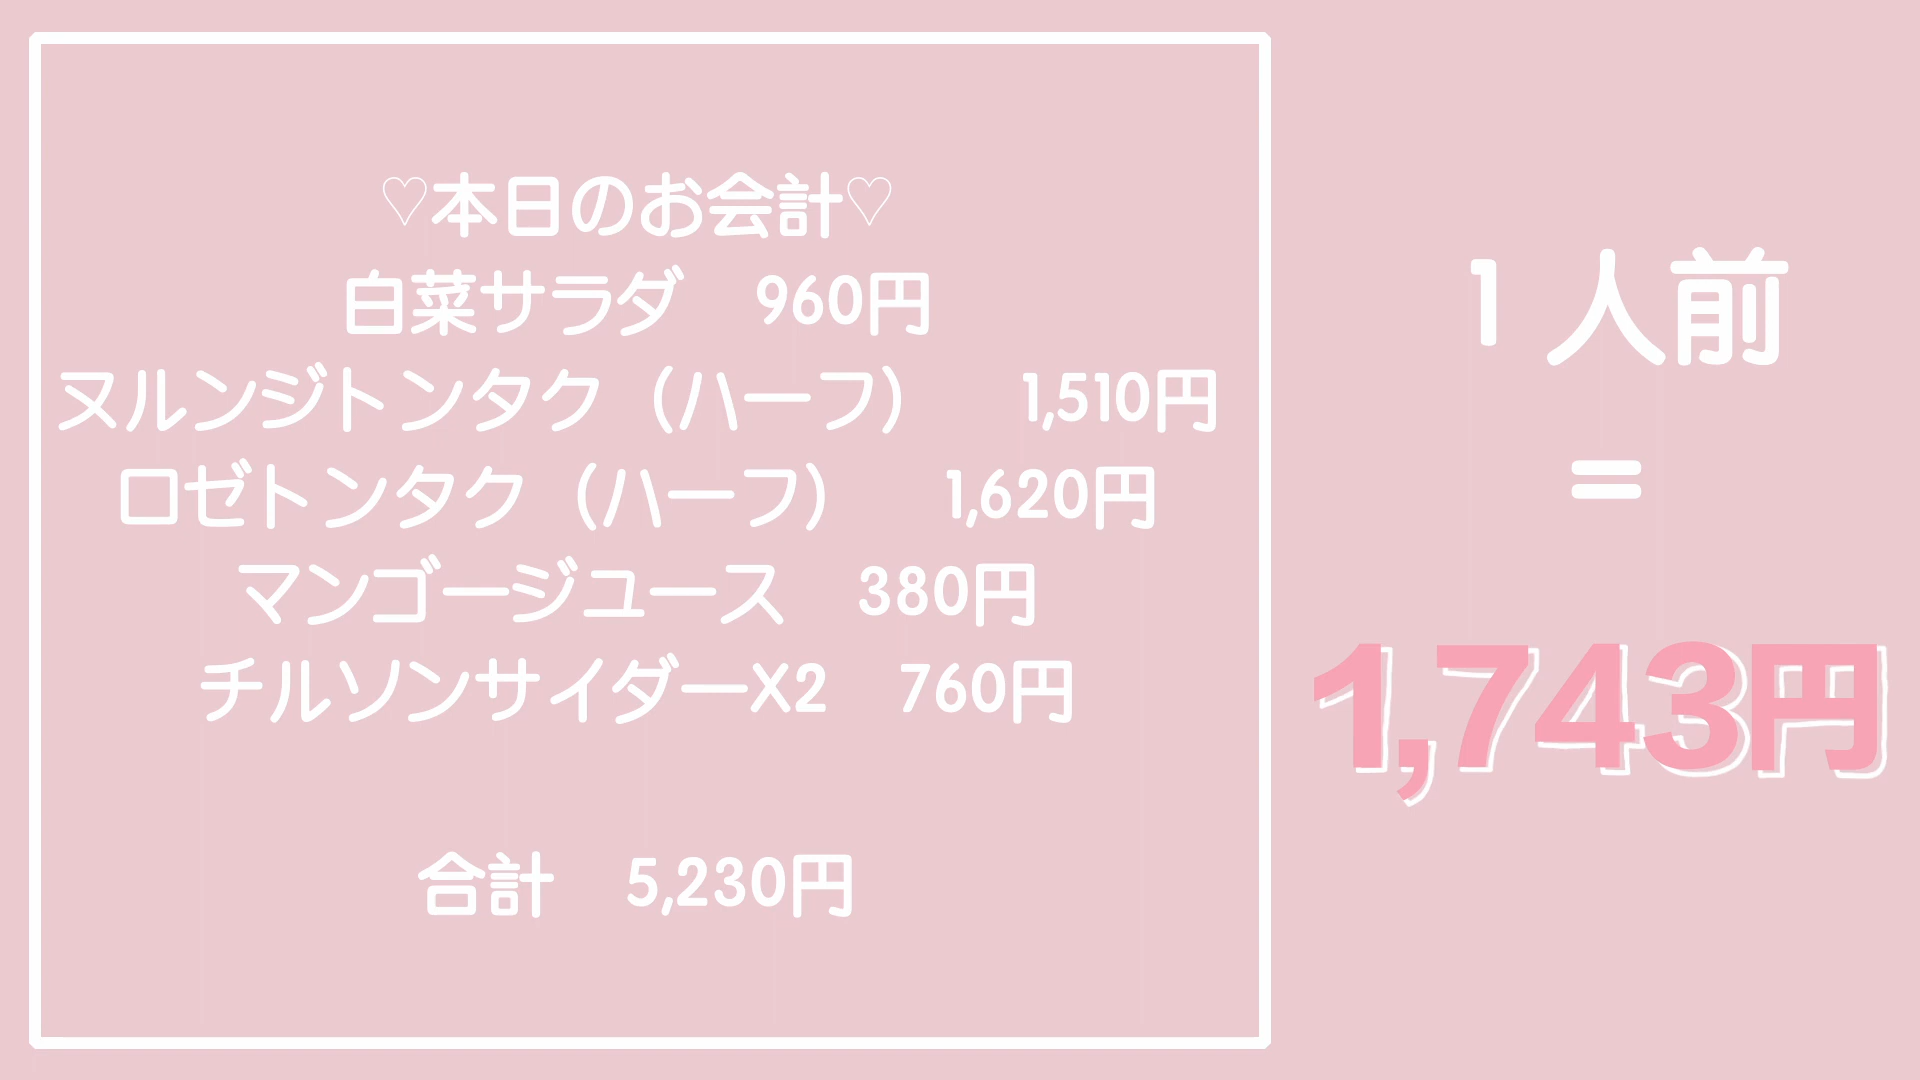 ♡本日のお会計♡
白菜サラダ　960円
ヌルンジトンタク（ハーフ）　1,510円
ロゼトンタク（ハーフ）　1,620円
マンゴージュース　380円
チルソンサイダーX2　760円
合計　5,230円
1人前
=
1,743円